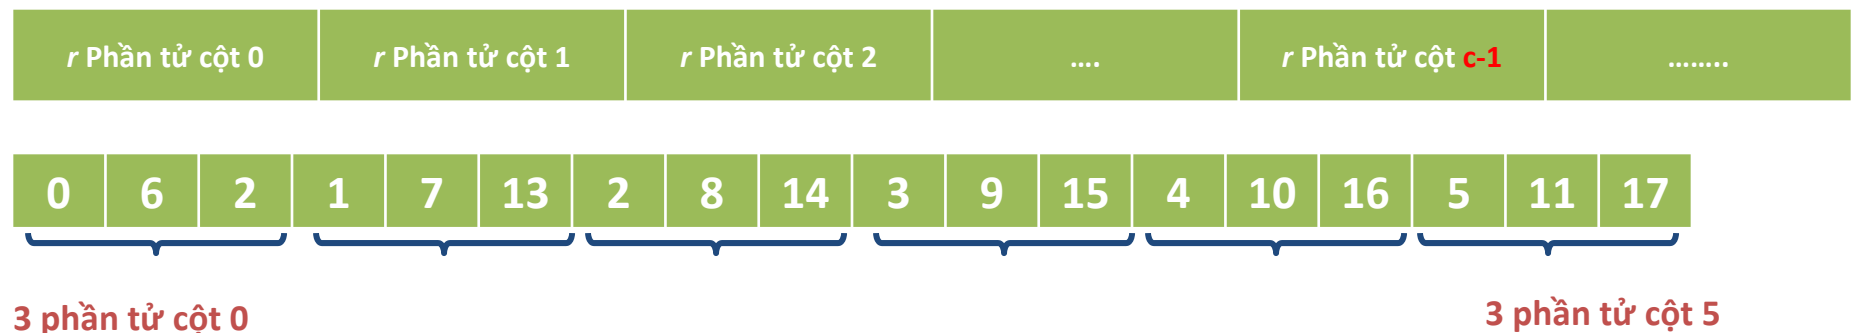 r Phần tử cột 0 r Phần tử cột 1 r Phần tử cột 2 .... r Phần tử cột c-1 ........
0 6 2 1 7 13 2 8 14 3 9 15 4 10 16 5 11 17
3 phần tử cột 0 3 phần tử cột 5